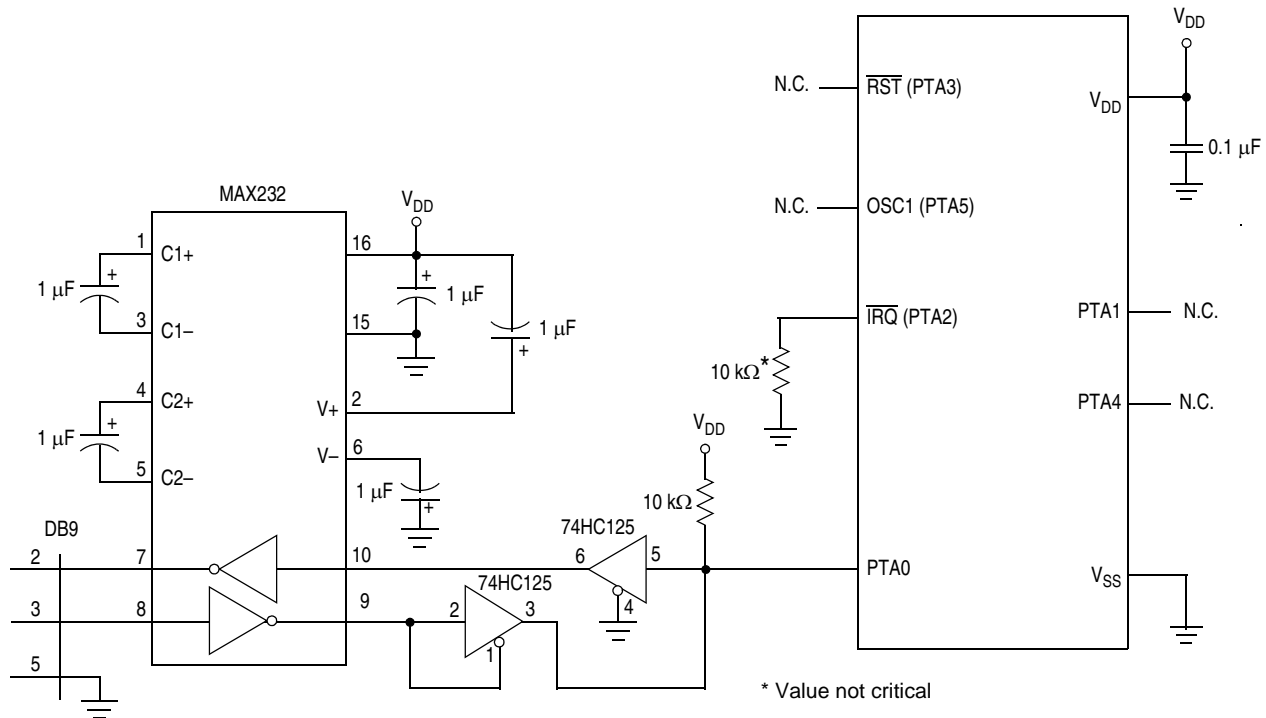 V_DD
N.C.
RST (PTA3)
V_DD
0.1 µF
MAX232
V_DD
N.C.
OSC1 (PTA5)
1
C1+
16
+
1 µF
+
1 µF
3
C1–
15
1 µF
+
IRQ (PTA2)
PTA1
N.C.
10 kΩ*
4
C2+
2
V+
PTA4
N.C.
+
1 µF
V_DD
6
V–
5
C2–
1 µF
+
10 kΩ
DB9
74HC125
2
7
10
6
5
PTA0
V_SS
74HC125
4
3
8
9
2
3
1
5
* Value not critical